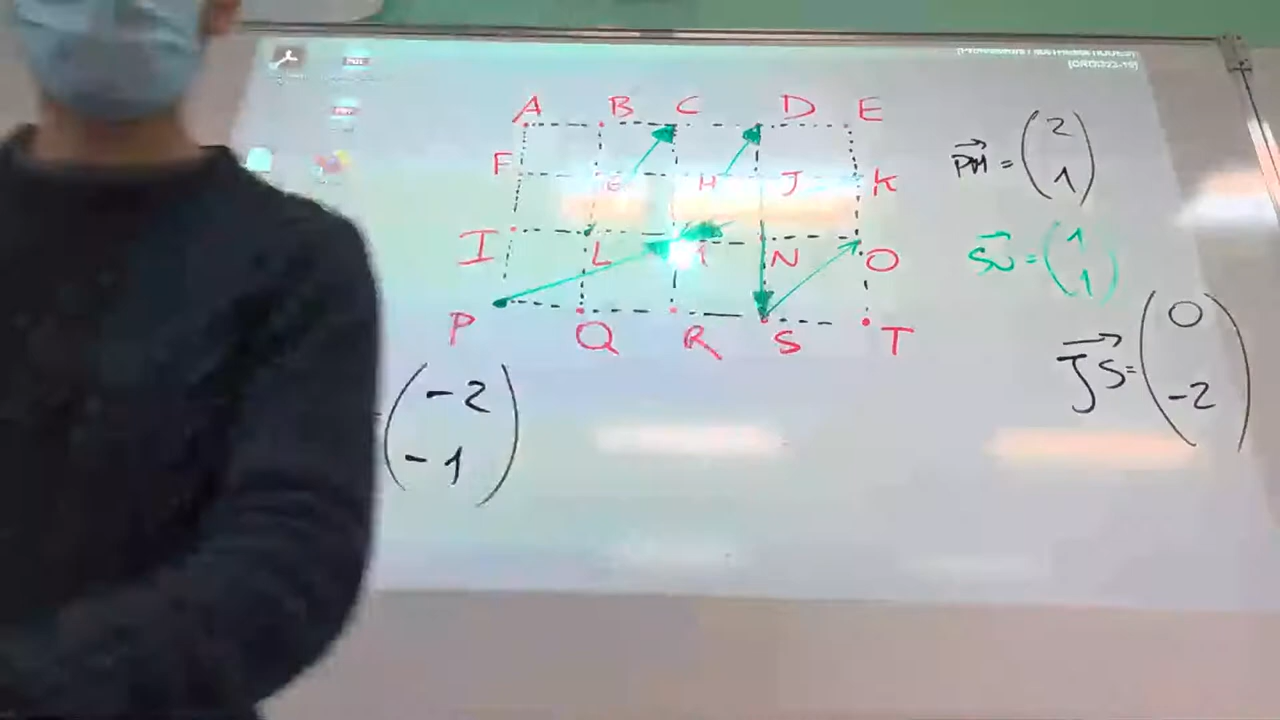 A B C D E
F G H J K
I L M N O
P Q R S T
PM = (2
1)
SO = (1
1)
JS = (0
-2)
(-2
-1)